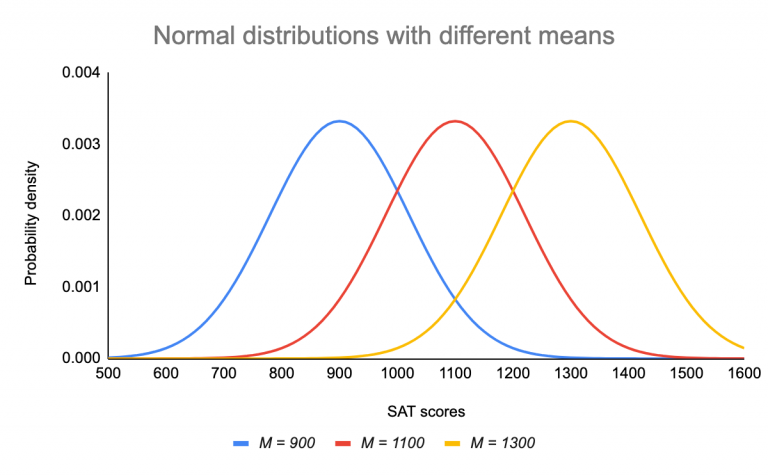 Normal distributions with different means
0.004
0.003
0.002
0.001
0.000
Probability density
500 600 700 800 900 1000 1100 1200 1300 1400 1500 1600
SAT scores
M = 900 M = 1100 M = 1300